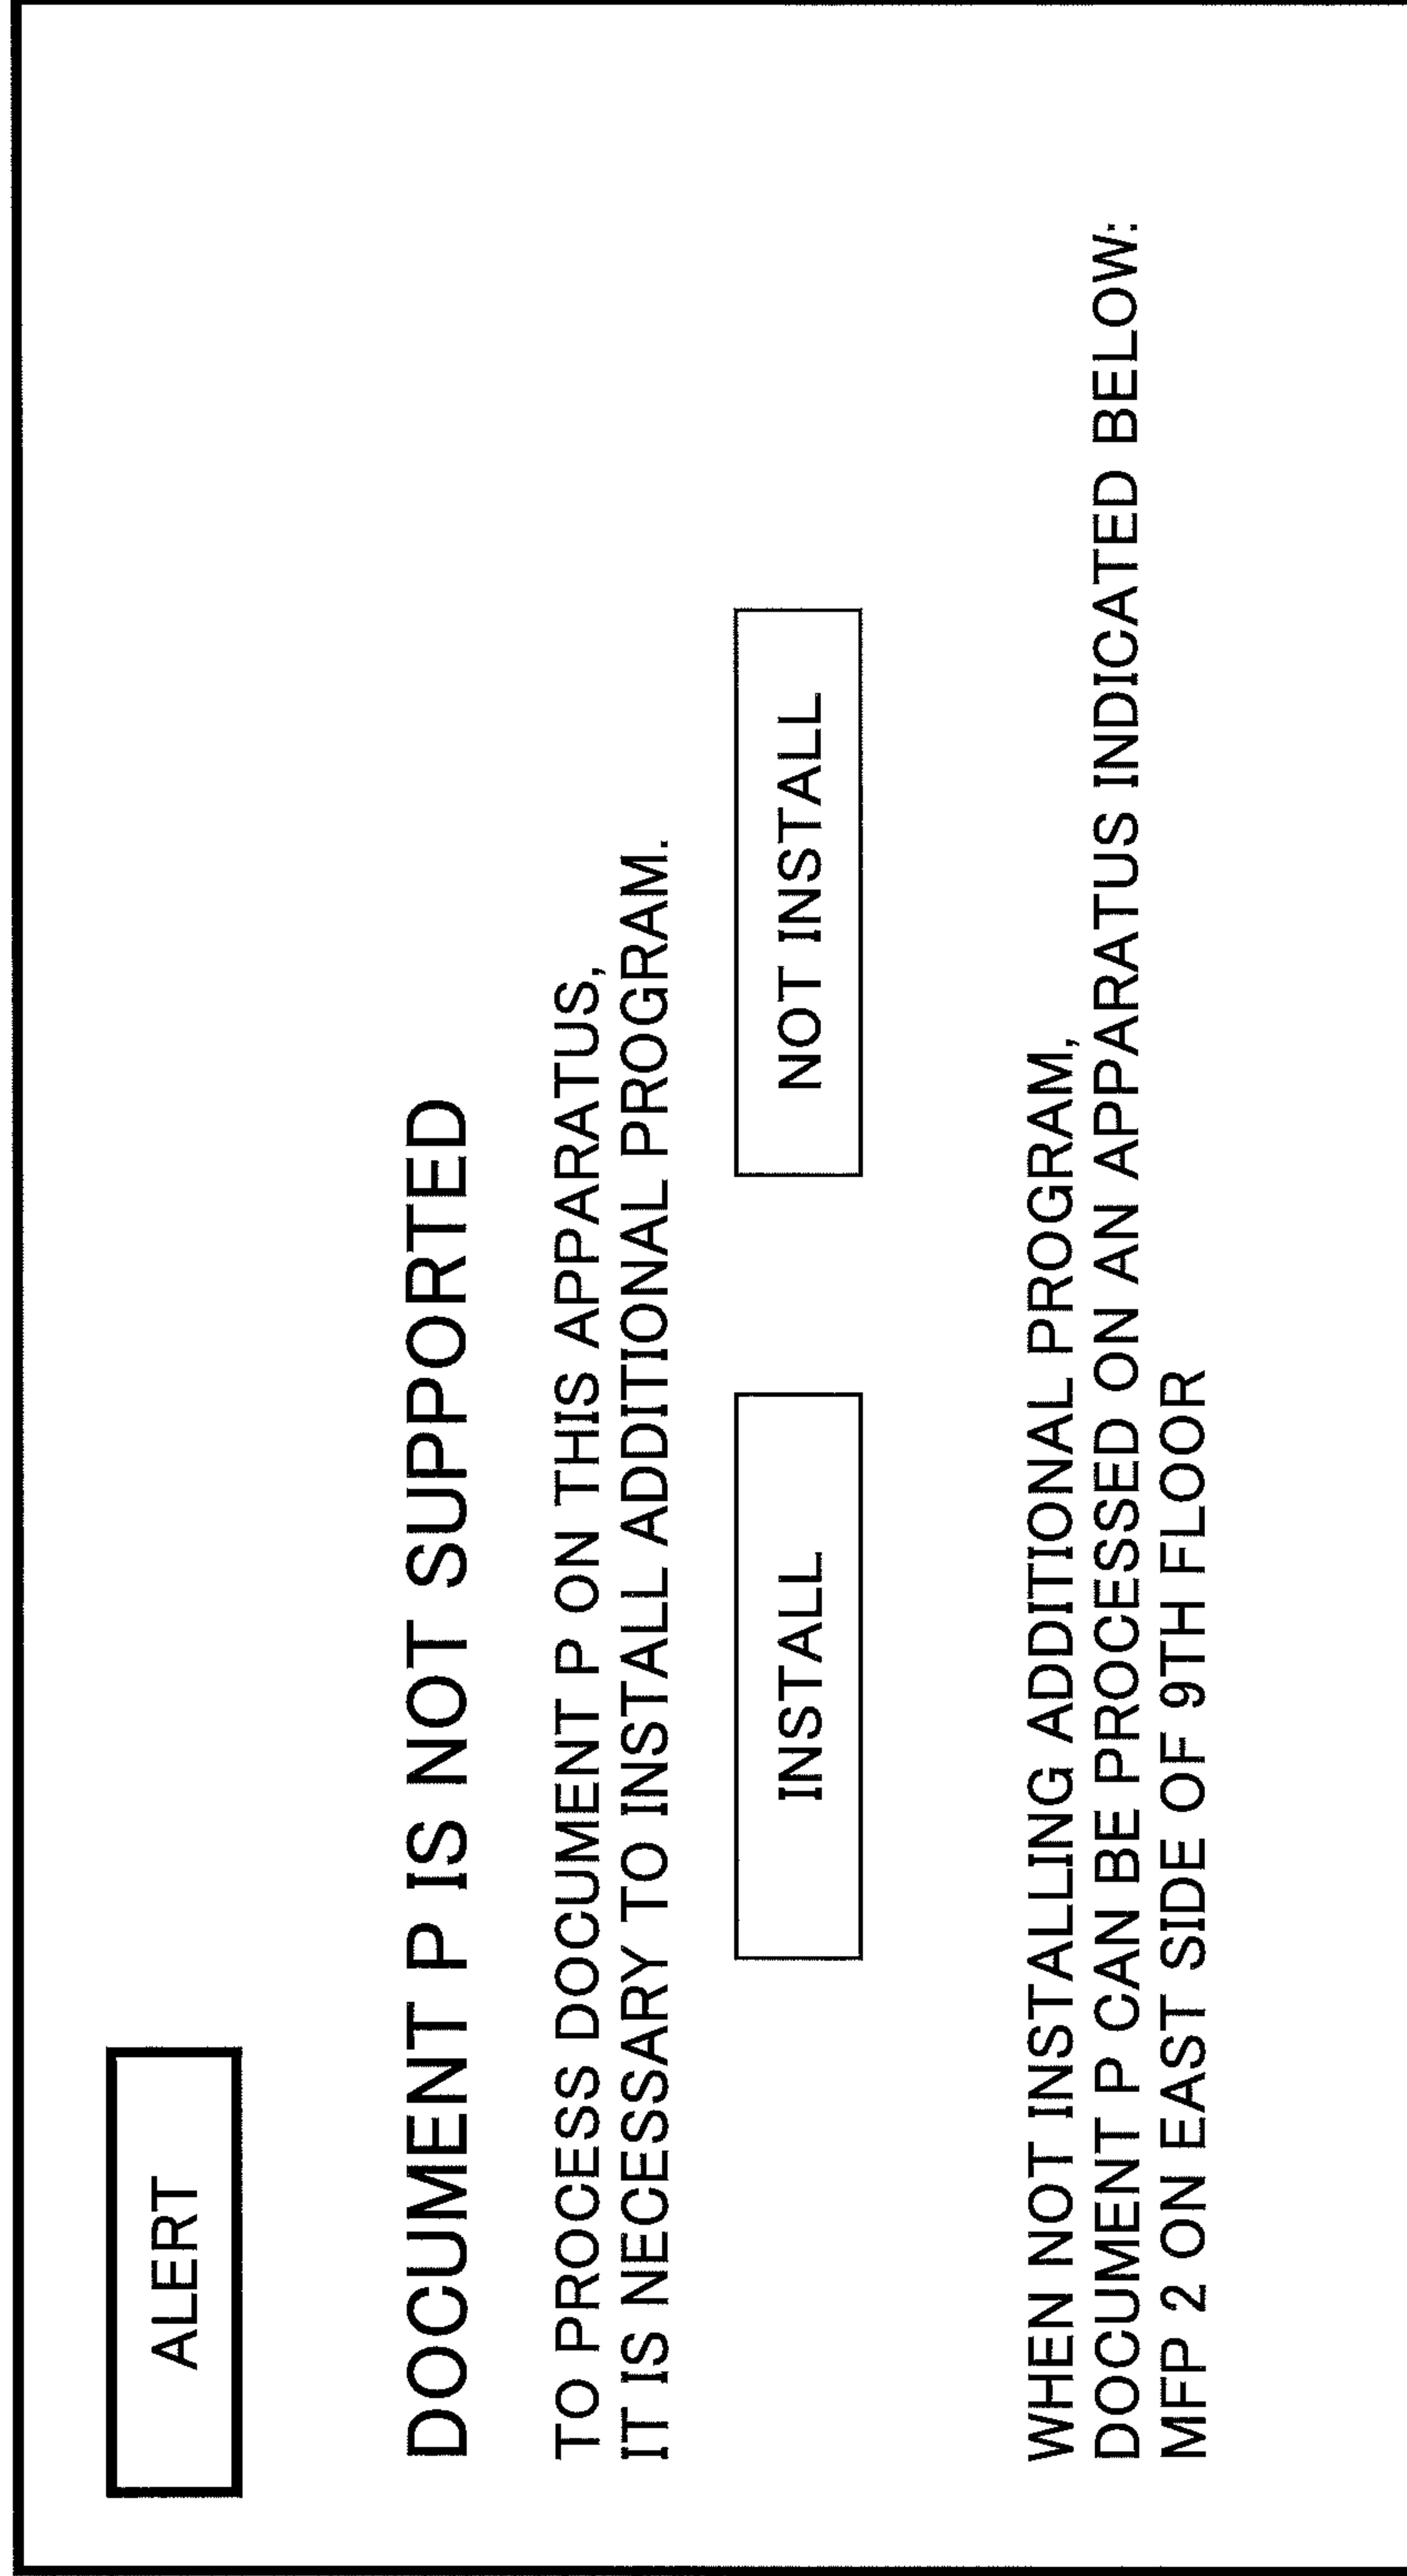 ALERT
DOCUMENT P IS NOT SUPPORTED
TO PROCESS DOCUMENT P ON THIS APPARATUS,
IT IS NECESSARY TO INSTALL ADDITIONAL PROGRAM.
INSTALL
NOT INSTALL
WHEN NOT INSTALLING ADDITIONAL PROGRAM,
DOCUMENT P CAN BE PROCESSED ON AN APPARATUS INDICATED BELOW:
MFP 2 ON EAST SIDE OF 9TH FLOOR